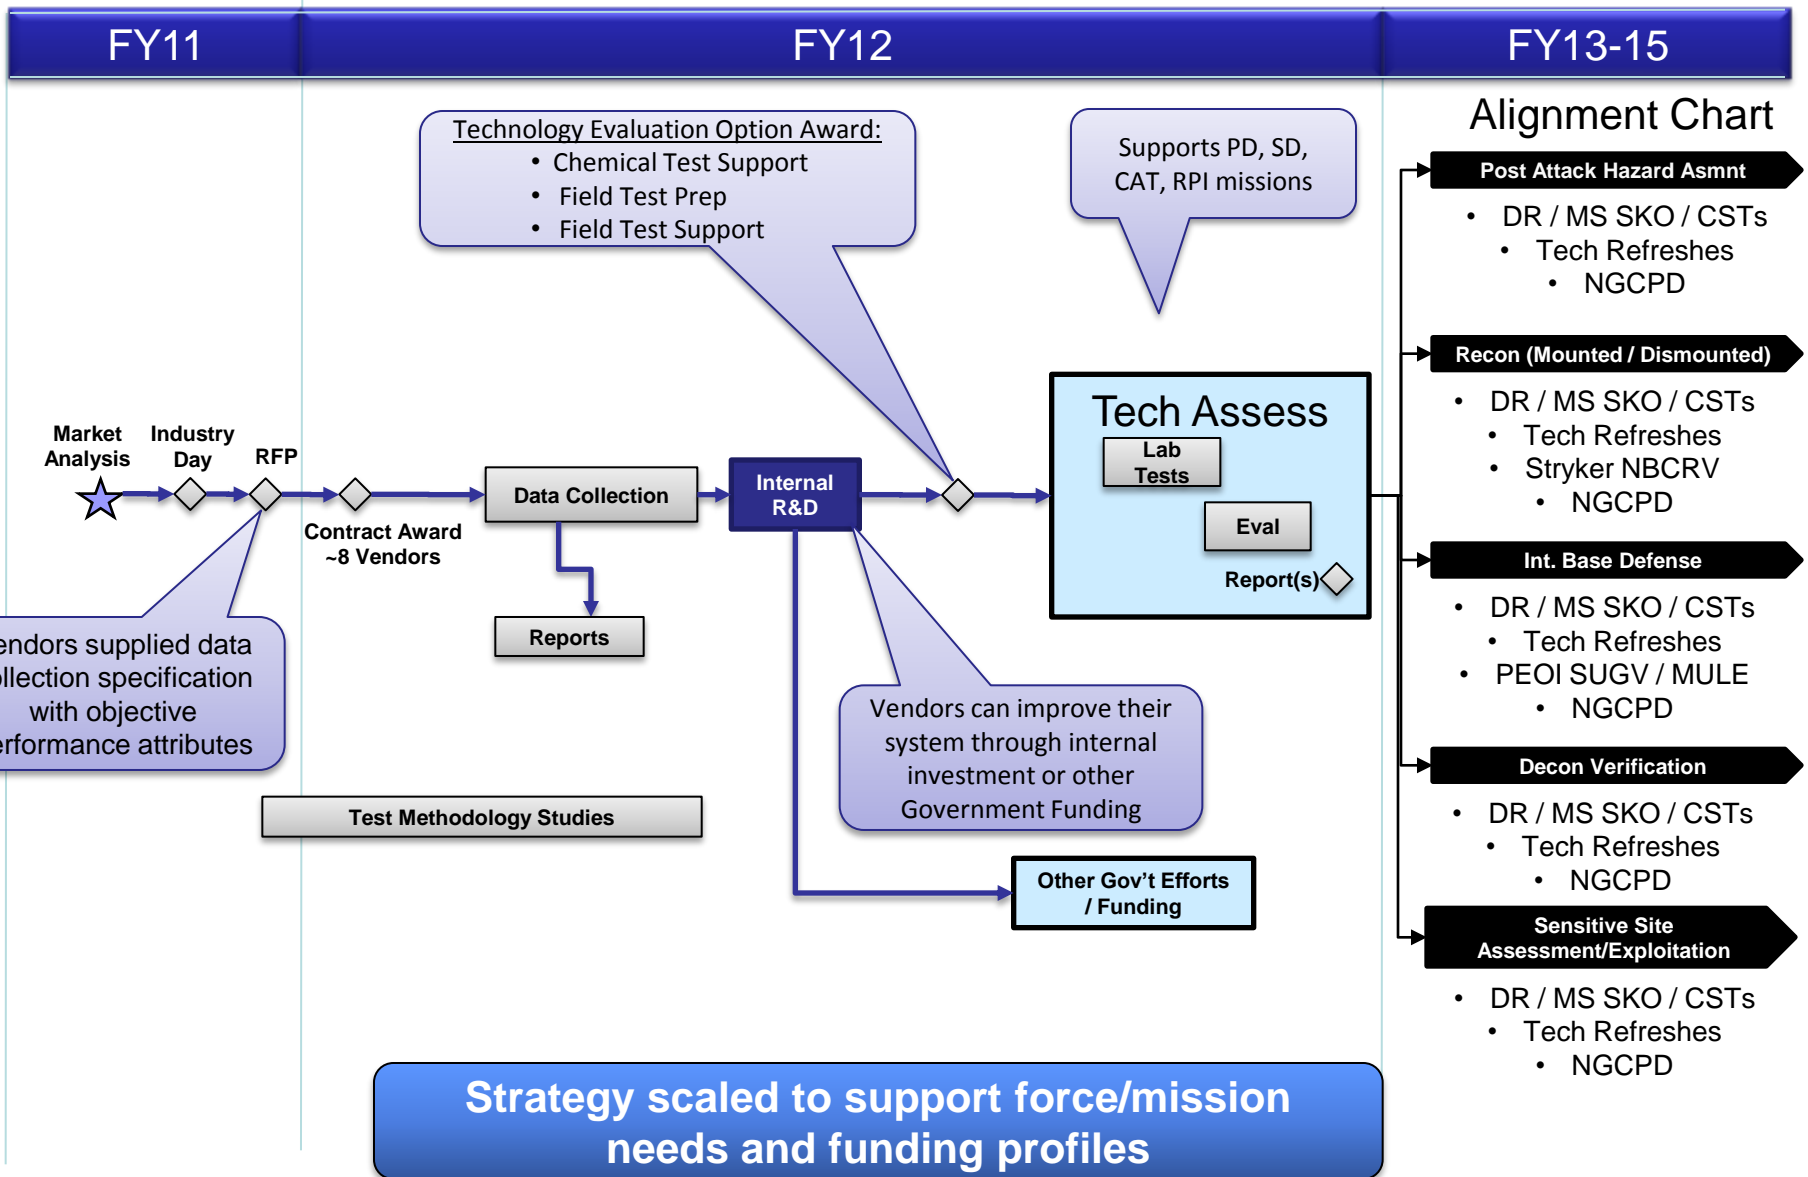 FY11
FY12
FY13-15
Alignment Chart
Technology Evaluation Option Award:
• Chemical Test Support
• Field Test Prep
• Field Test Support
Supports PD, SD,
CAT, RPI missions
Post Attack Hazard Asmnt
• DR / MS SKO / CSTs
• Tech Refreshes
• NGCPD
Recon (Mounted / Dismounted)
• DR / MS SKO / CSTs
• Tech Refreshes
• Stryker NBCRV
• NGCPD
Int. Base Defense
• DR / MS SKO / CSTs
• Tech Refreshes
• PEOI SUGV / MULE
• NGCPD
Decon Verification
• DR / MS SKO / CSTs
• Tech Refreshes
• NGCPD
Sensitive Site
Assessment/Exploitation
• DR / MS SKO / CSTs
• Tech Refreshes
• NGCPD
Market
Analysis
Industry
Day
RFP
Contract Award
~8 Vendors
Data Collection
Reports
Internal
R&D
Tech Assess
Lab
Tests
Eval
Report(s)
endors supplied data
ollection specification
with objective
erformance attributes
Vendors can improve their
system through internal
investment or other
Government Funding
Test Methodology Studies
Other Gov’t Efforts
/ Funding
Strategy scaled to support force/mission
needs and funding profiles